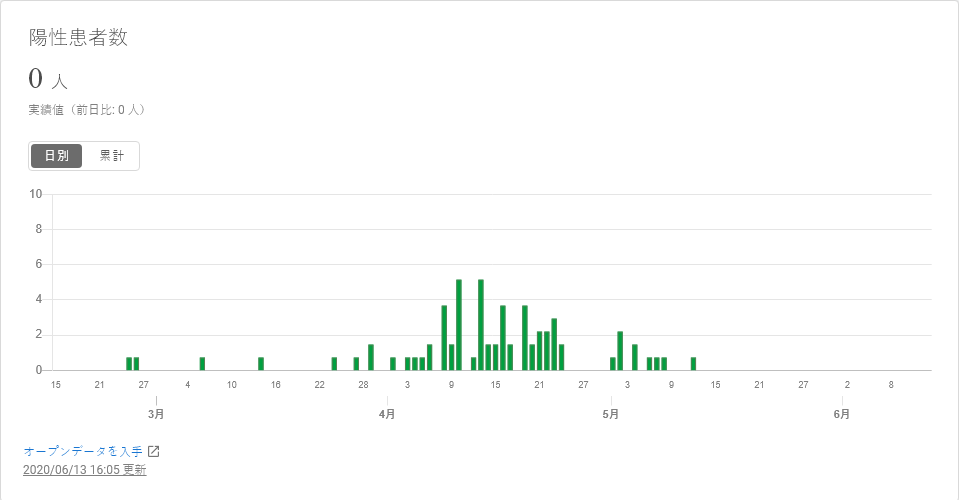 陽性患者数
0 人
実績値（前日比: 0 人）
日別 累計
10
8
6
4
2
0
15 21 27 4 10 16 22 28 3 9 15 21 27 3 9 15 21 27 2 8
3月 4月 5月 6月
オープンデータを入手
2020/06/13 16:05 更新